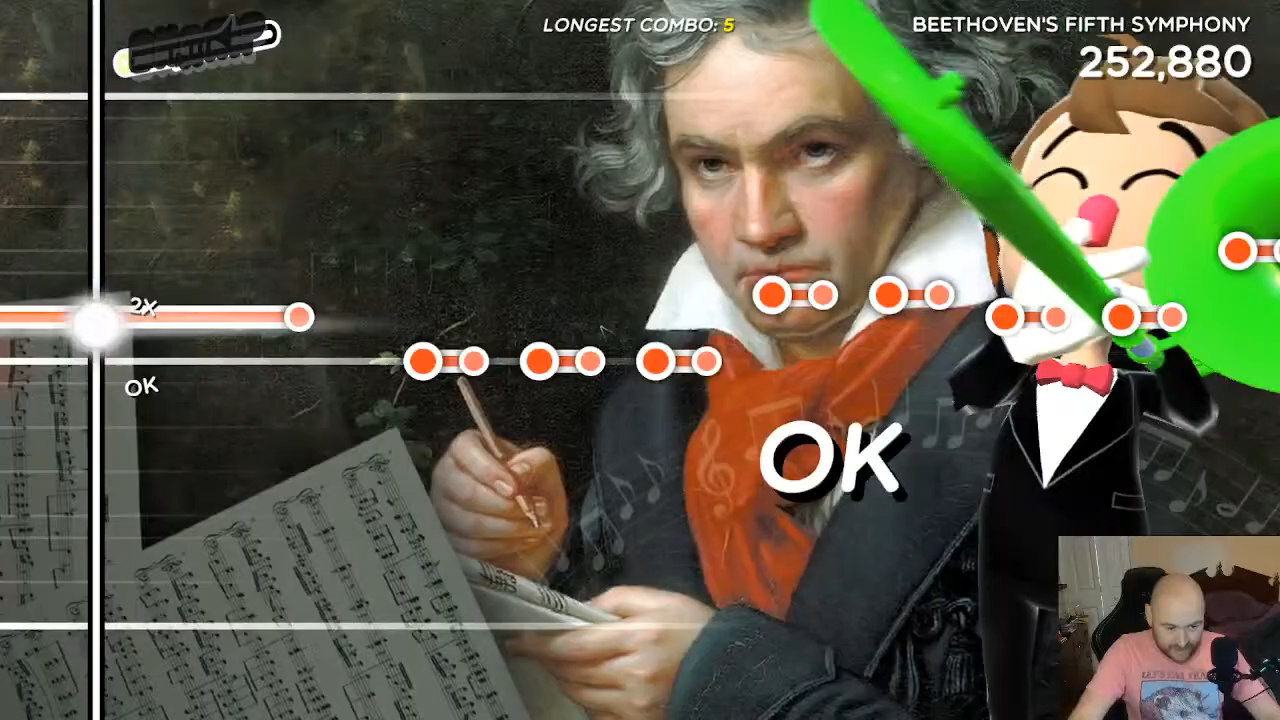 LONGEST COMBO: 5
BEETHOVEN'S FIFTH SYMPHONY
252,880
2X
OK
OK